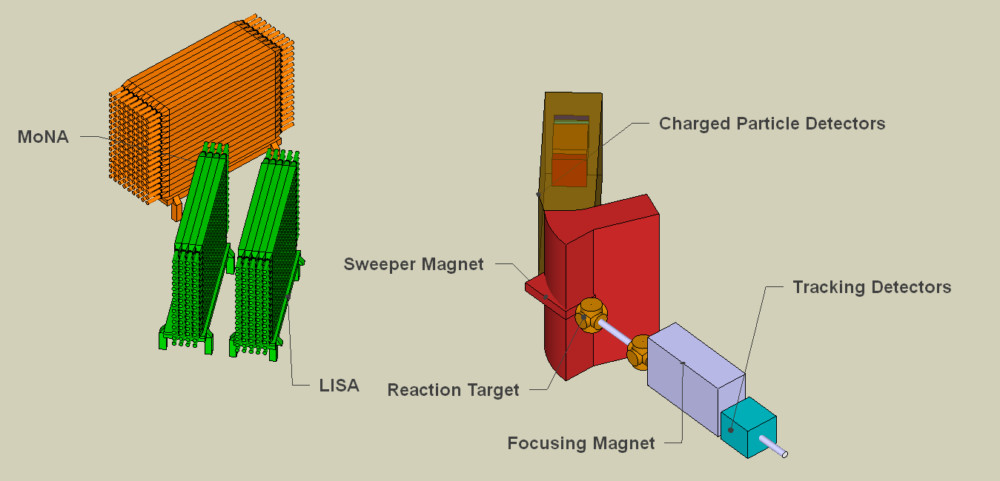 Charged Particle Detectors
MoNA
Sweeper Magnet
Tracking Detectors
LISA
Reaction Target
Focusing Magnet